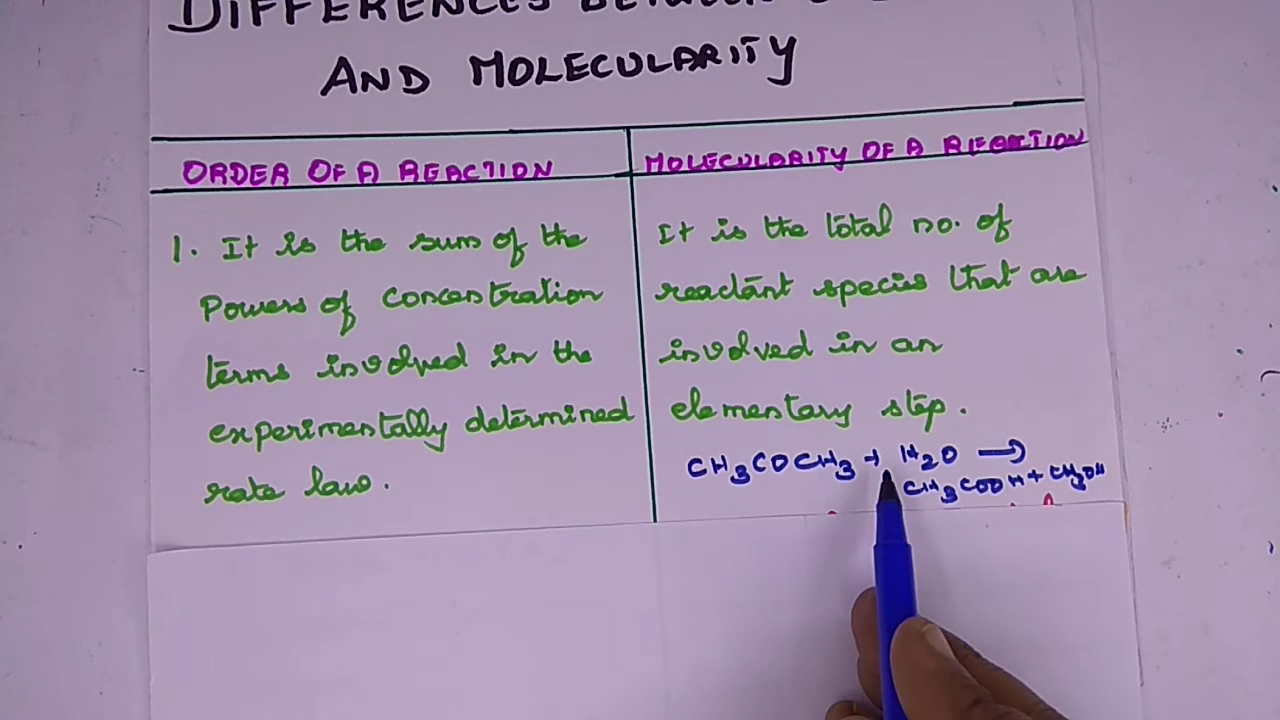 DIFFERENCES BETWEEN
AND MOLECULARITY
ORDER OF A REACTION
1. It is the sum of the
Powers of concentration
terms involved in the
experimentally determined
rate law.
MOLECULARITY OF A REACTION
It is the total no. of
reactant species that are
involved in an
elementary step.
CH3COCH3 + H2O →
CH3COOH + CH3OH